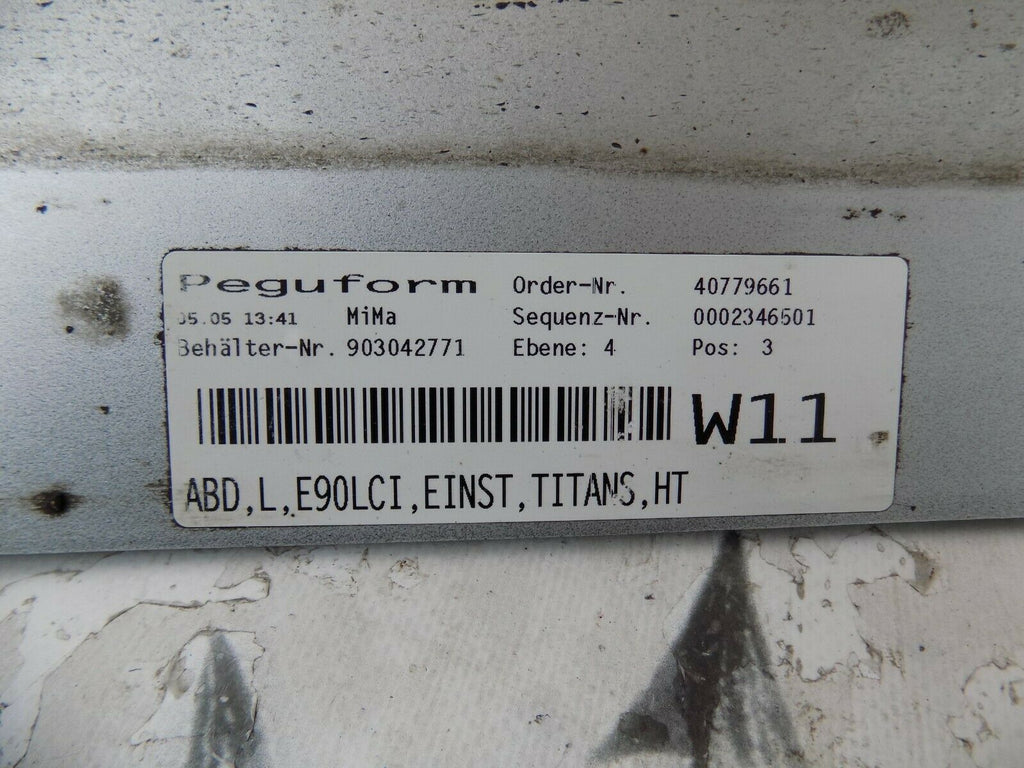 Peguform Order-Nr. 40779661
05.05 13:41 MiMa Sequenz-Nr. 0002346501
Behälter-Nr. 903042771 Ebene: 4 Pos: 3
W11
ABD,L,E90LCI,EINST,TITANS,HT